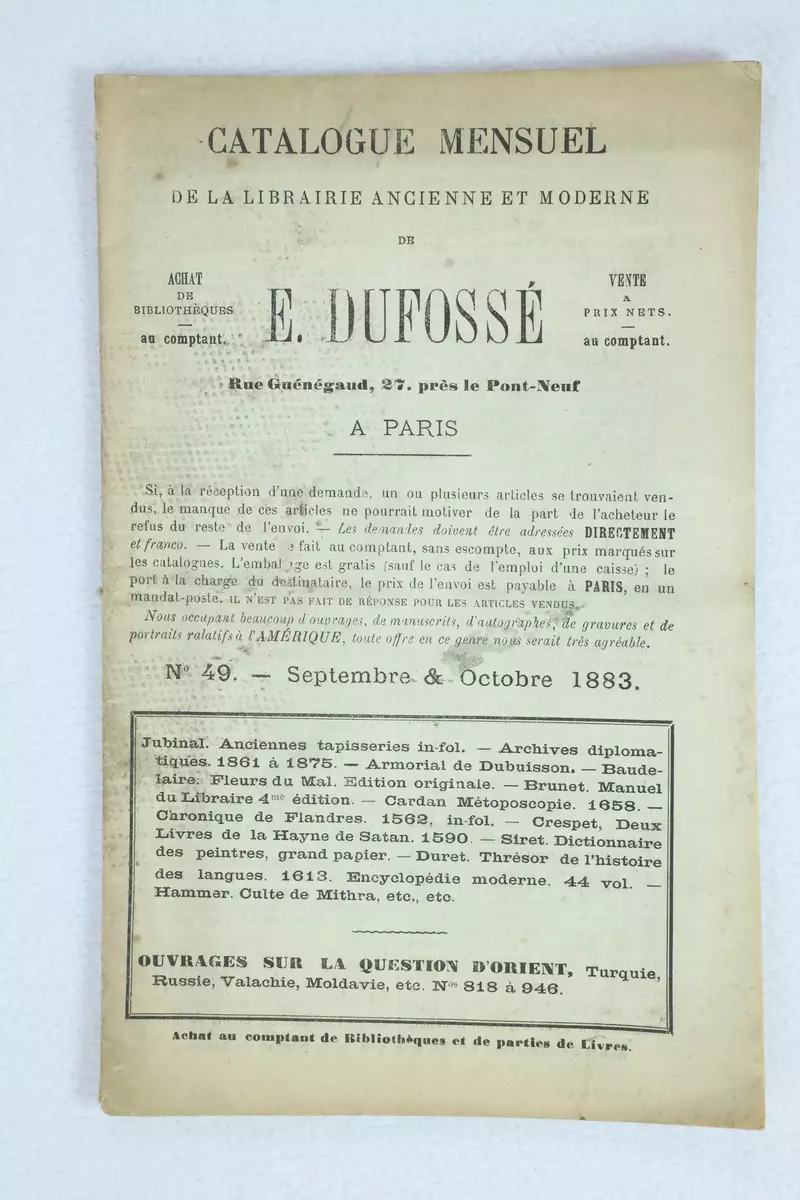 CATALOGUE MENSUEL
DE LA LIBRAIRIE ANCIENNE ET MODERNE
DE
ACHAT
DE
BIBLIOTHÈQUES
au comptant.
E. DUFOSSÉ
VENTE
A
PRIX NETS.
au comptant.
Rue Guénégaud, 27. près le Pont-Neuf
A PARIS
Si, à la réception d'une demande, un ou plusieurs articles se trouvaient ven-
dus, le manque de ces articles ne pourrait motiver de la part de l'acheteur le
refus du reste de l'envoi. — Les demandes doivent être adressées DIRECTEMENT
et franco. — La vente fait au comptant, sans escompte, aux prix marqués sur
les catalogues. L'embal ge est gratis (sauf le cas de l'emploi d'une caisse) ; le
port à la charge du destinataire, le prix de l'envoi est payable à PARIS, en un
mandat-poste. IL N'EST PAS FAIT DE RÉPONSE POUR LES ARTICLES VENDUS.
Nous occupant beaucoup d'ouvrages, de manuscrits, d'autographes, de gravures et de
portraits ralatifs à l'AMÉRIQUE, toute offre en ce genre nous serait très agréable.
No 49. — Septembre & Octobre 1883.
Jubinal. Anciennes tapisseries in-fol. — Archives diploma-
tiques. 1861 à 1875. — Armorial de Dubuisson. — Baude-
laire. Fleurs du Mal. Edition originale. — Brunet. Manuel
du Libraire 4me édition. — Cardan Métoposcopie. 1658. —
Chronique de Flandres. 1562, in-fol. — Crespet, Deux
Livres de la Hayne de Satan. 1590. — Siret. Dictionnaire
des peintres, grand papier. — Duret. Thrésor de l'histoire
des langues. 1613. Encyclopédie moderne. 44 vol. —
Hammer. Culte de Mithra, etc., etc.
OUVRAGES SUR LA QUESTION D'ORIENT, Turquie,
Russie, Valachie, Moldavie, etc. Nos 818 à 946.
Achat au comptant de Bibliothèques et de parties de Livres.